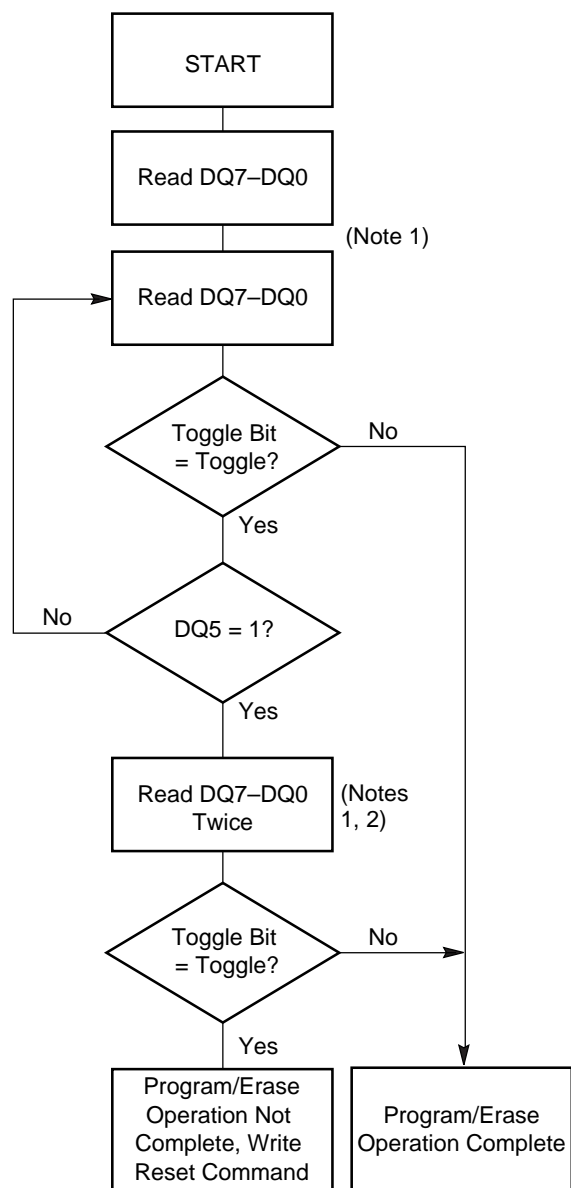 START
Read DQ7–DQ0
(Note 1)
Read DQ7–DQ0
Toggle Bit
= Toggle?
No
Yes
No
DQ5 = 1?
Yes
Read DQ7–DQ0
Twice
(Notes
1, 2)
Toggle Bit
= Toggle?
No
Yes
Program/Erase
Operation Not
Complete, Write
Reset Command
Program/Erase
Operation Complete